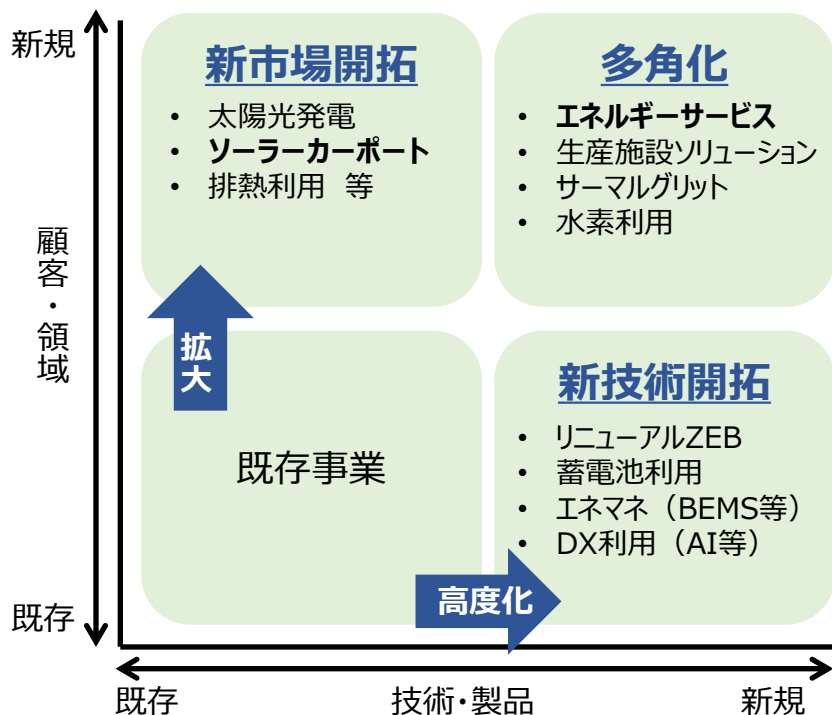 新規
新市場開拓
• 太陽光発電
• ソーラーカーポート
• 排熱利用 等
多角化
• エネルギーサービス
• 生産施設ソリューション
• サーマルグリット
• 水素利用
顧客・領域
拡大
既存事業
新技術開拓
• リニューアルZEB
• 蓄電池利用
• エネマネ（BEMS等）
• DX利用（AI等）
高度化
既存
既存
技術・製品
新規